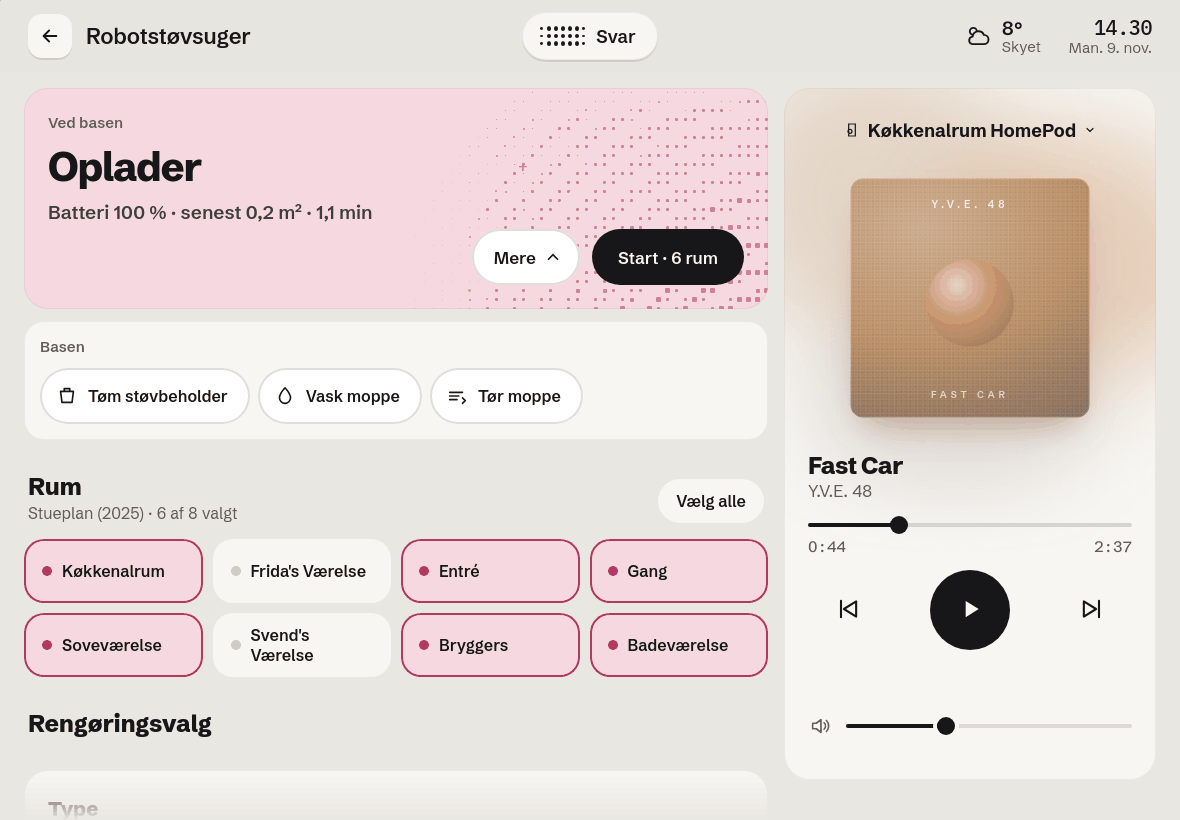 Robotstøvsuger
Svar
8°
Skyet
14.30
Man. 9. nov.
Ved basen
Oplader
Batteri 100 % · senest 0,2 m² · 1,1 min
Mere
Start · 6 rum
Basen
Tøm støvbeholder
Vask moppe
Tør moppe
Rum
Stueplan (2025) · 6 af 8 valgt
Vælg alle
Køkkenalrum
Frida's Værelse
Entré
Gang
Soveværelse
Svend's
Værelse
Bryggers
Badeværelse
Rengøringsvalg
Type
Køkkenalrum HomePod
Y.V.E. 48
FAST CAR
Fast Car
Y.V.E. 48
0:44
2:37